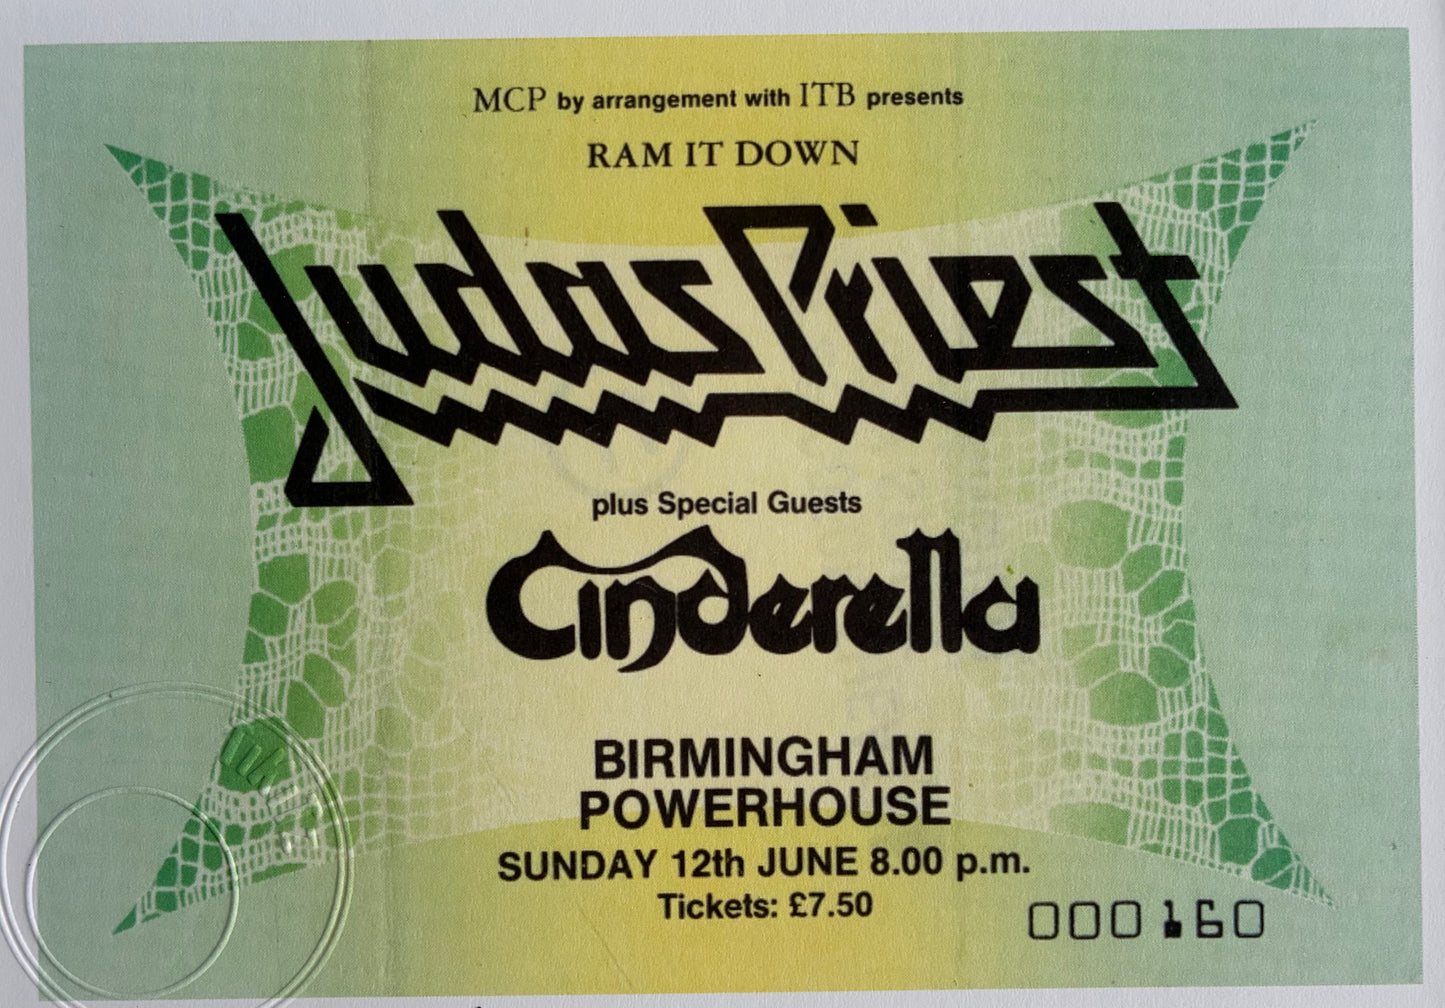 MCP by arrangement with ITB presents
RAM IT DOWN
Judas Priest
plus Special Guests
Cinderella
BIRMINGHAM
POWERHOUSE
SUNDAY 12th JUNE 8.00 p.m.
Tickets: £7.50
000160